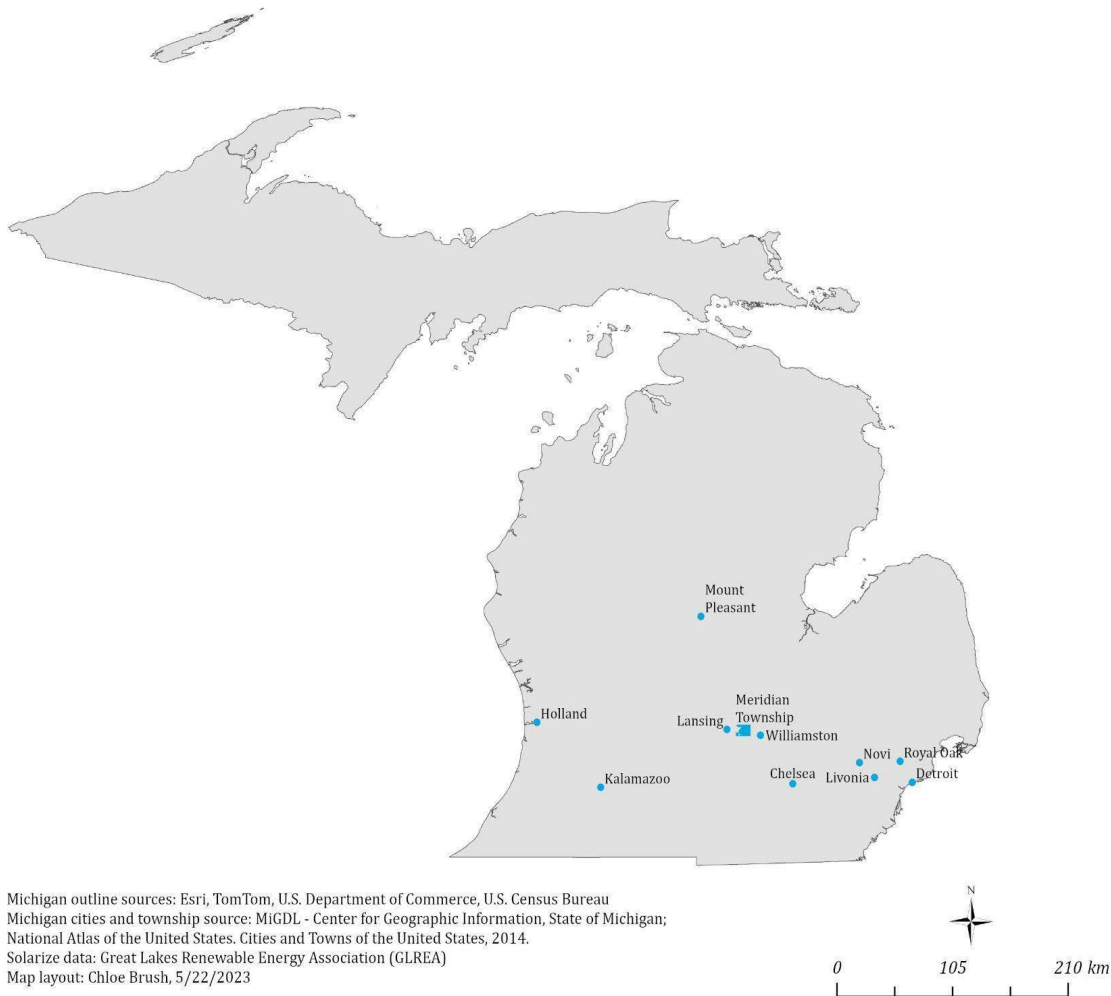 Mount
Pleasant
Meridian
Township
Holland
Lansing
Williamston
Novi
Royal Oak
Kalamazoo
Chelsea
Livonia
Detroit
Michigan outline sources: Esri, TomTom, U.S. Department of Commerce, U.S. Census Bureau
Michigan cities and township source: MiGDL - Center for Geographic Information, State of Michigan;
National Atlas of the United States. Cities and Towns of the United States, 2014.
Solarize data: Great Lakes Renewable Energy Association (GLREA)
Map layout: Chloe Brush, 5/22/2023
N
0 105 210 km